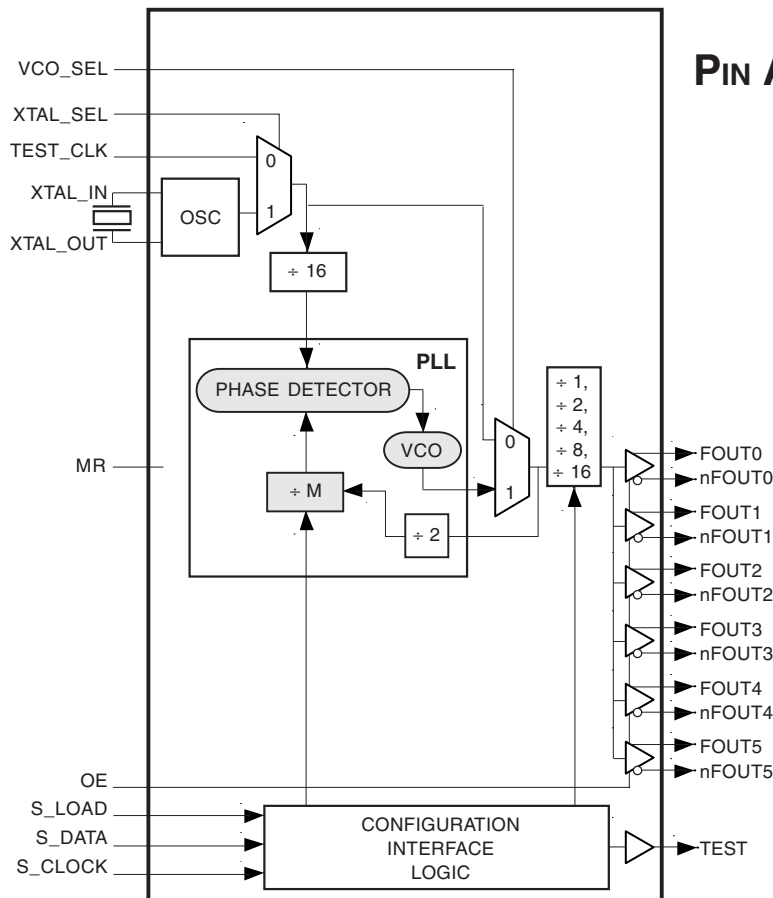 VCO_SEL
PIN A
XTAL_SEL
TEST_CLK
0
XTAL_IN
OSC
1
XTAL_OUT
÷ 16
PLL
PHASE DETECTOR
÷ 1,
÷ 2,
÷ 4,
÷ 8,
÷ 16
VCO
0
1
MR
÷ M
÷ 2
FOUT0
nFOUT0
FOUT1
nFOUT1
FOUT2
nFOUT2
FOUT3
nFOUT3
FOUT4
nFOUT4
FOUT5
nFOUT5
OE
S_LOAD
S_DATA
S_CLOCK
CONFIGURATION
INTERFACE
LOGIC
TEST